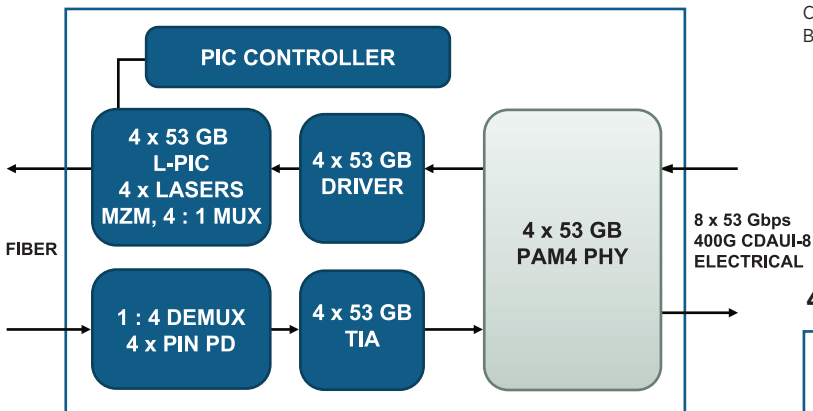 PIC CONTROLLER
4 x 53 GB
L-PIC
4 x LASERS
MZM, 4 : 1 MUX
4 x 53 GB
DRIVER
4 x 53 GB
PAM4 PHY
8 x 53 Gbps
400G CDAUI-8
ELECTRICAL
FIBER
1 : 4 DEMUX
4 x PIN PD
4 x 53 GB
TIA